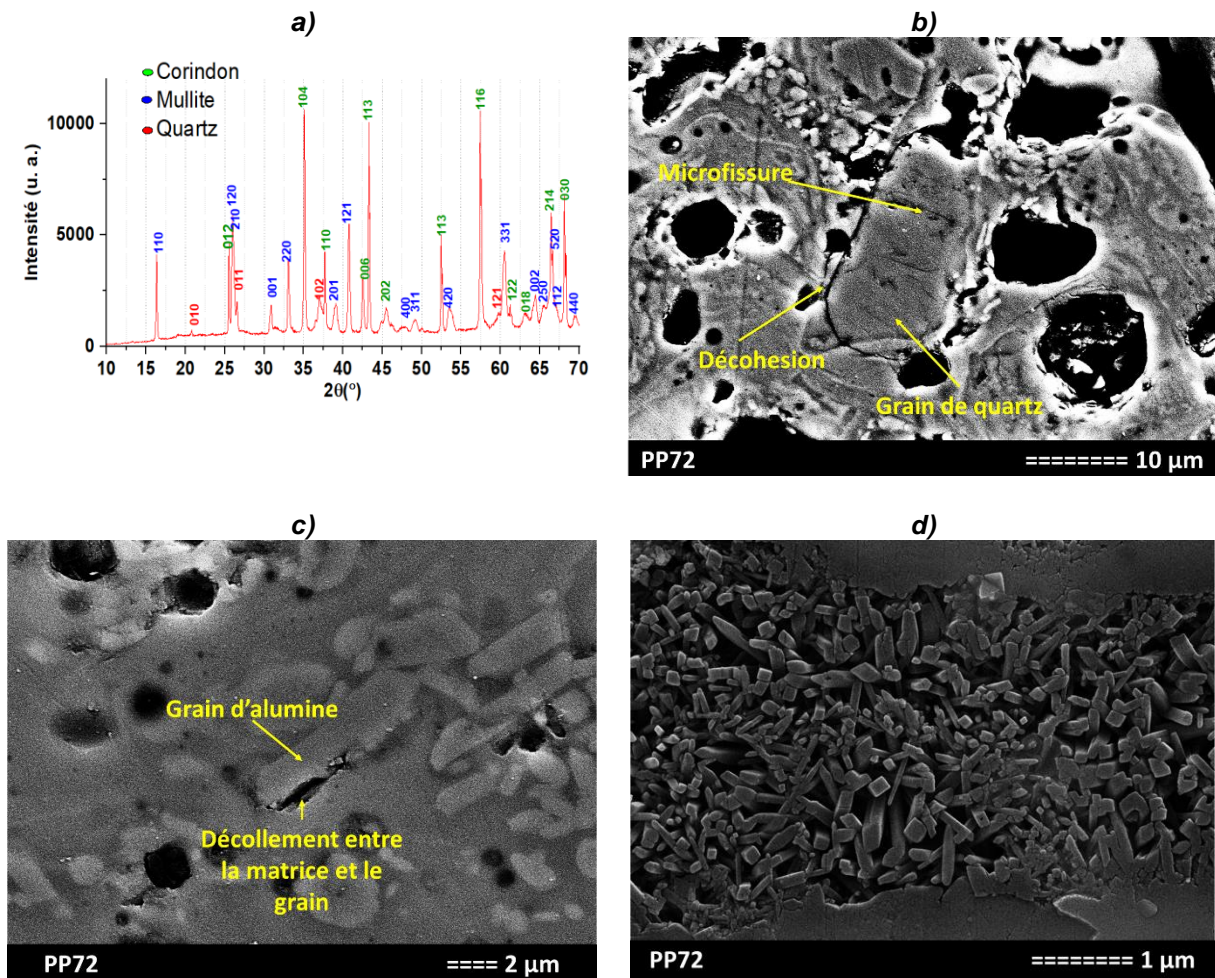 a)
Corindon
Mullite
Quartz
Intensité (u. a.)
10000
5000
0
110
010
012
120
210
011
001
220
104
102
110
201
121
006
113
202
400
311
113
420
116
121
331
122
018
002
250
214
520
112
030
440
10 15 20 25 30 35 40 45 50 55 60 65 70
2θ(°)
b)
Microfissure
Décohesion
Grain de quartz
PP72
======== 10 µm
c)
Grain d’alumine
Décollement entre
la matrice et le
grain
PP72
==== 2 µm
d)
PP72
======== 1 µm